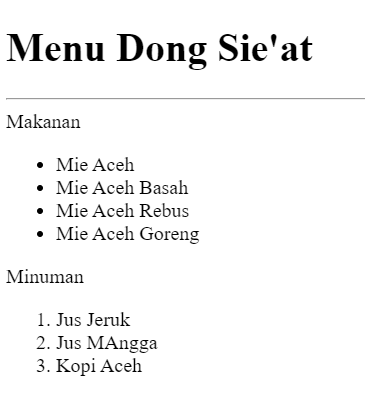 Menu Dong Sie'at
Makanan
• Mie Aceh
• Mie Aceh Basah
• Mie Aceh Rebus
• Mie Aceh Goreng
Minuman
1. Jus Jeruk
2. Jus MAngga
3. Kopi Aceh